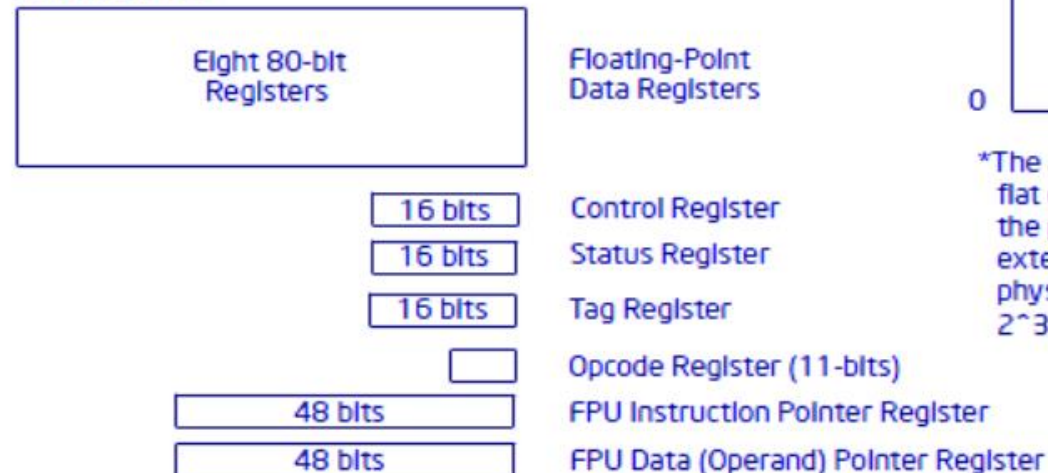 Eight 80-bit
Registers
Floating-Point
Data Registers
0
*The
flat
the
exte
phys
2^3
16 bits
Control Register
16 bits
Status Register
16 bits
Tag Register
Opcode Register (11-bits)
48 bits
FPU Instruction Pointer Register
48 bits
FPU Data (Operand) Pointer Register